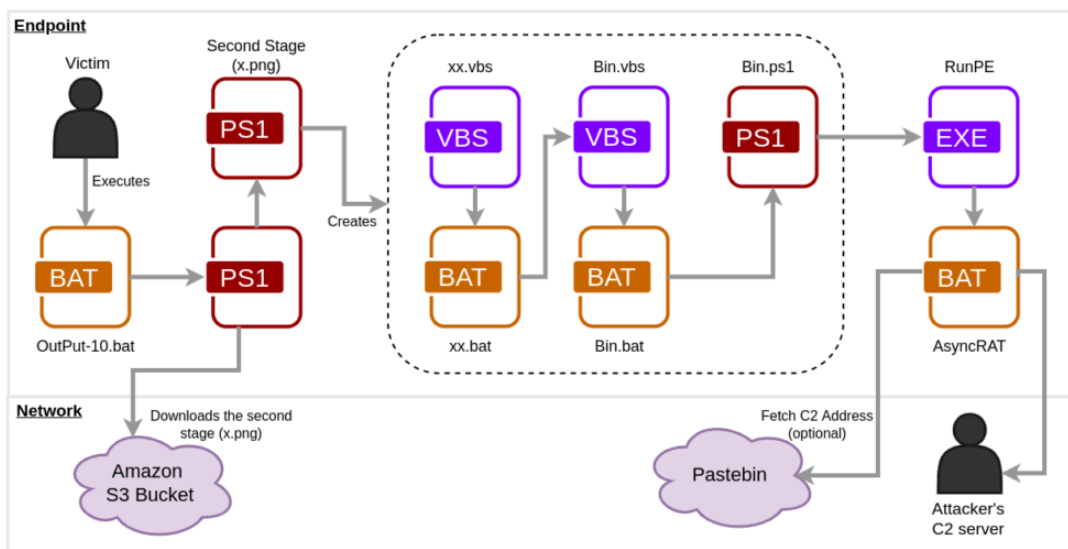 Endpoint
Victim
Second Stage
(x.png)
xx.vbs
Bin.vbs
Bin.ps1
RunPE
PS1
VBS
VBS
PS1
EXE
Executes
Creates
BAT
PS1
BAT
BAT
BAT
OutPut-10.bat
xx.bat
Bin.bat
AsyncRAT
Network
Downloads the second
stage (x.png)
Fetch C2 Address
(optional)
Amazon
S3 Bucket
Pastebin
Attacker's
C2 server